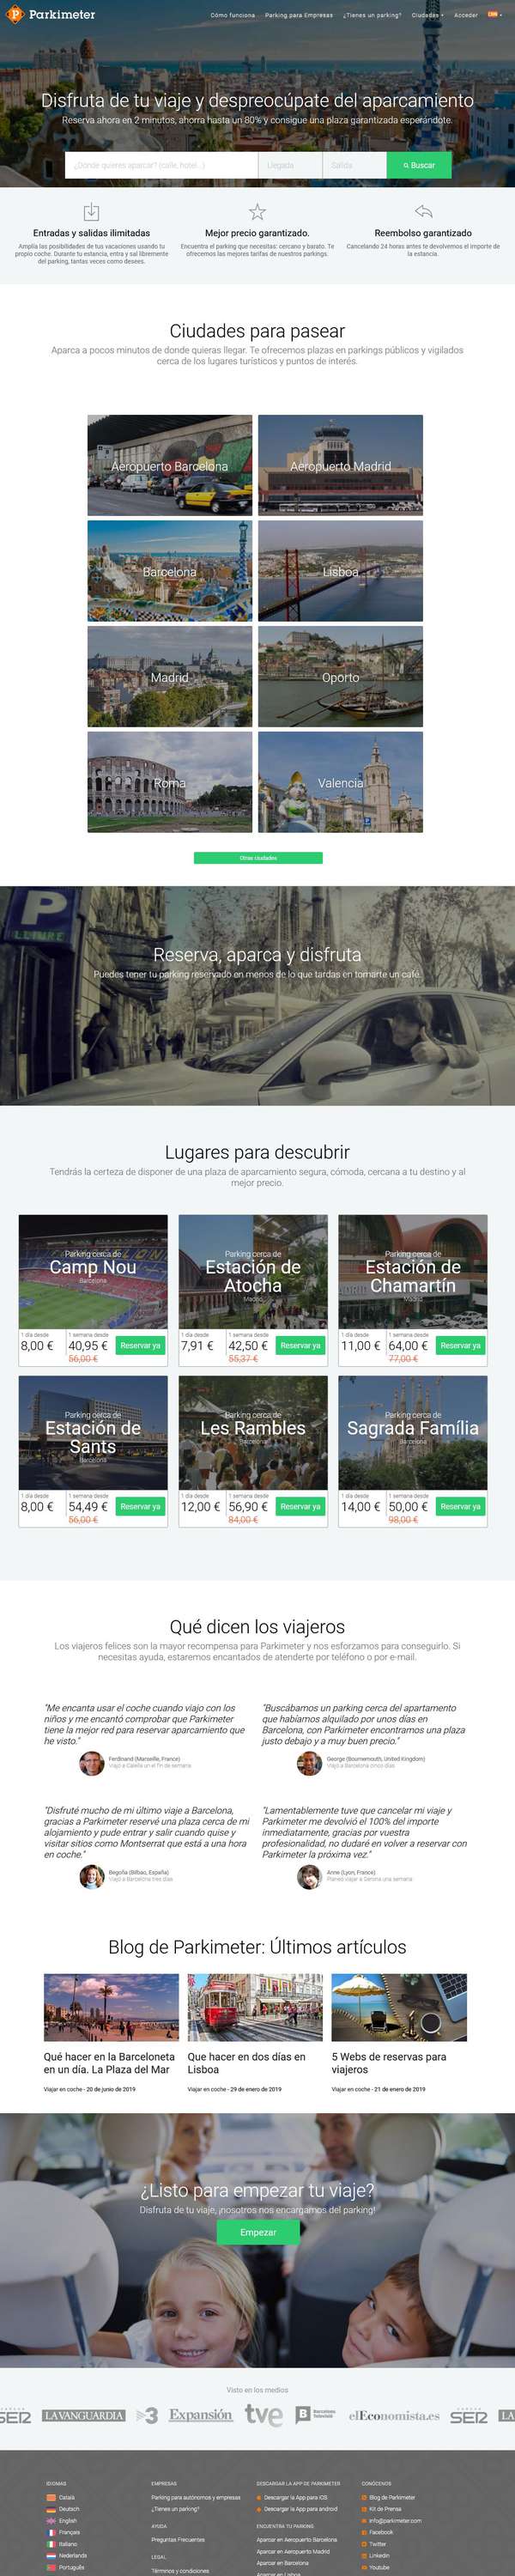 Parkimeter
Cómo funciona Parking para Empresas ¿Tienes un parking? Ciudades Acceder
Disfruta de tu viaje y despreocúpate del aparcamiento
Reserva ahora en 2 minutos, ahorra hasta un 80% y consigue una plaza garantizada esperándote.
¿Dónde quieres aparcar? (calle, hotel...) Llegada Salida Buscar
Entradas y salidas ilimitadas
Amplía las posibilidades de tus vacaciones usando tu
propio coche. Durante tu estancia, entra y sal libremente
del parking, tantas veces como desees.
Mejor precio garantizado.
Encuentra el parking que necesitas: cercano y barato. Te
ofrecemos las mejores tarifas de nuestros parkings.
Reembolso garantizado
Cancelando 24 horas antes te devolvemos el importe de
la estancia.
Ciudades para pasear
Aparca a pocos minutos de donde quieras llegar. Te ofrecemos plazas en parkings públicos y vigilados
cerca de los lugares turísticos y puntos de interés.
Aeropuerto Barcelona
Aeropuerto Madrid
Barcelona
Lisboa
Madrid
Oporto
Roma
Valencia
Otras ciudades
P
LLIURE
Reserva, aparca y disfruta
Puedes tener tu parking reservado en menos de lo que tardas en tomarte un café.
Lugares para descubrir
Tendrás la certeza de disponer de una plaza de aparcamiento segura, cómoda, cercana a tu destino y al
mejor precio.
Parking cerca de
Camp Nou
Barcelona
1 día desde 1 semana desde
8,00 € 40,95 € Reservar ya
56,00 €
Parking cerca de
Estación de
Atocha
Madrid
1 día desde 1 semana desde
7,91 € 42,50 € Reservar ya
55,37 €
Parking cerca de
Estación de
Chamartín
Madrid
1 día desde 1 semana desde
11,00 € 64,00 € Reservar ya
77,00 €
Parking cerca de
Estación de
Sants
Barcelona
1 día desde 1 semana desde
8,00 € 54,49 € Reservar ya
56,00 €
Parking cerca de
Les Rambles
Barcelona
1 día desde 1 semana desde
12,00 € 56,90 € Reservar ya
84,00 €
Parking cerca de
Sagrada Família
Barcelona
1 día desde 1 semana desde
14,00 € 50,00 € Reservar ya
98,00 €
Qué dicen los viajeros
Los viajeros felices son la mayor recompensa para Parkimeter y nos esforzamos para conseguirlo. Si
necesitas ayuda, estaremos encantados de atenderte por teléfono o por e-mail.
"Me encanta usar el coche cuando viajo con los
niños y me encantó comprobar que Parkimeter
tiene la mejor red para reservar aparcamiento que
he visto."
Ferdinand (Marseille, France)
Viajó a Calella un el fin de semana
"Buscábamos un parking cerca del apartamento
que habíamos alquilado por unos días en
Barcelona, con Parkimeter encontramos una plaza
justo debajo y a muy buen precio."
George (Bournemouth, United Kingdom)
Viajó a Barcelona cinco días
"Disfruté mucho de mi último viaje a Barcelona,
gracias a Parkimeter reservé una plaza cerca de mi
alojamiento y pude entrar y salir cuando quise y
visitar sitios como Montserrat que está a una hora
en coche."
Begoña (Bilbao, España)
Viajó a Barcelona tres días
"Lamentablemente tuve que cancelar mi viaje y
Parkimeter me devolvió el 100% del importe
inmediatamente, gracias por vuestra
profesionalidad, no dudaré en volver a reservar con
Parkimeter la próxima vez."
Anne (Lyon, France)
Planeó viajar a Gerona una semana
Blog de Parkimeter: Últimos artículos
Qué hacer en la Barceloneta
en un día. La Plaza del Mar
Viajar en coche - 20 de junio de 2019
Que hacer en dos días en
Lisboa
Viajar en coche - 29 de enero de 2019
5 Webs de reservas para
viajeros
Viajar en coche - 21 de enero de 2019
¿Listo para empezar tu viaje?
Disfruta de tu viaje, ¡nosotros nos encargamos del parking!
Empezar
Visto en los medios
SER LA VANGUARDIA 3 Expansión tve B Barcelona Televisió elEconomista.es SER LA
IDIOMAS
Català
Deutsch
English
Français
Italiano
Nederlands
Português
EMPRESAS
Parking para autónomos y empresas
¿Tienes un parking?
AYUDA
Preguntas Frecuentes
LEGAL
Términos y condiciones
DESCARGAR LA APP DE PARKIMETER
Descargar la App para iOS
Descargar la App para android
ENCUENTRA TU PARKING
Aparcar en Aeropuerto Barcelona
Aparcar en Aeropuerto Madrid
Aparcar en Barcelona
Aparcar en Lisboa
CONÓCENOS
Blog de Parkimeter
Kit de Prensa
info@parkimeter.com
Facebook
Twitter
Linkedin
Youtube